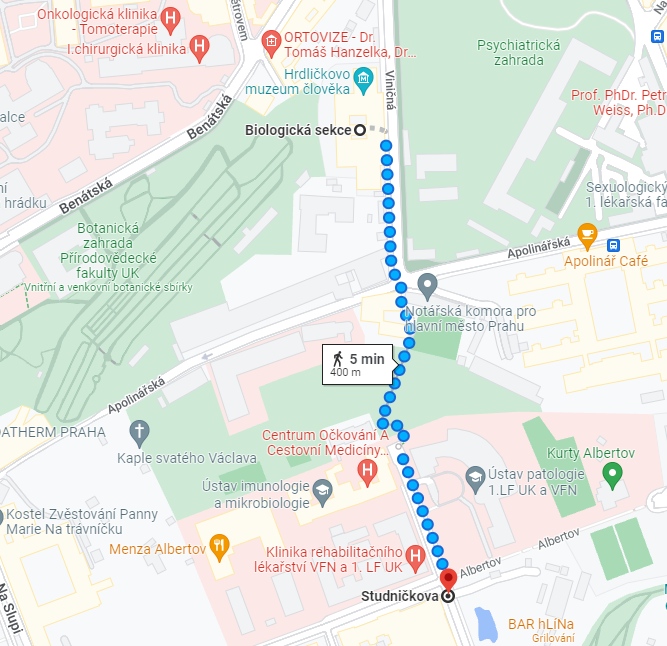 Onkologická klinika
- Tomoterapie
I.chirurgická klinika
ORTOVIZE - Dr.
Tomáš Hanzelka, Dr...
Hrdličkovo
muzeum člověka
Viničná
Psychiatrická
zahrada
Prof. PhDr. Petr
Weiss, Ph.D
Benátská
Biologická sekce
hrádku
Benátská
Botanická
zahrada
Přírodovědecké
fakulty UK
Vnitřní a venkovní botanické sbírky
Sexuologický
1. lékařská fa
Apolinářská
Apolinář Café
Notářská komora pro
hlavní město Prahu
5 min
400 m
Apolinářská
DATHERM PRAHA
Kaple svatého Václava
Centrum Očkování A
Cestovní Medicíny...
Kurty Albertov
Ústav imunologie
a mikrobiologie
Ústav patologie
1.LF UK a VFN
Kostel Zvěstování Panny
Marie Na trávníčku
Menza Albertov
Klinika rehabilitačního
lékařství VFN a 1. LF UK
Albertov
Albertov
Studničkova
Na Slupi
BAR hLíNa
Grilování